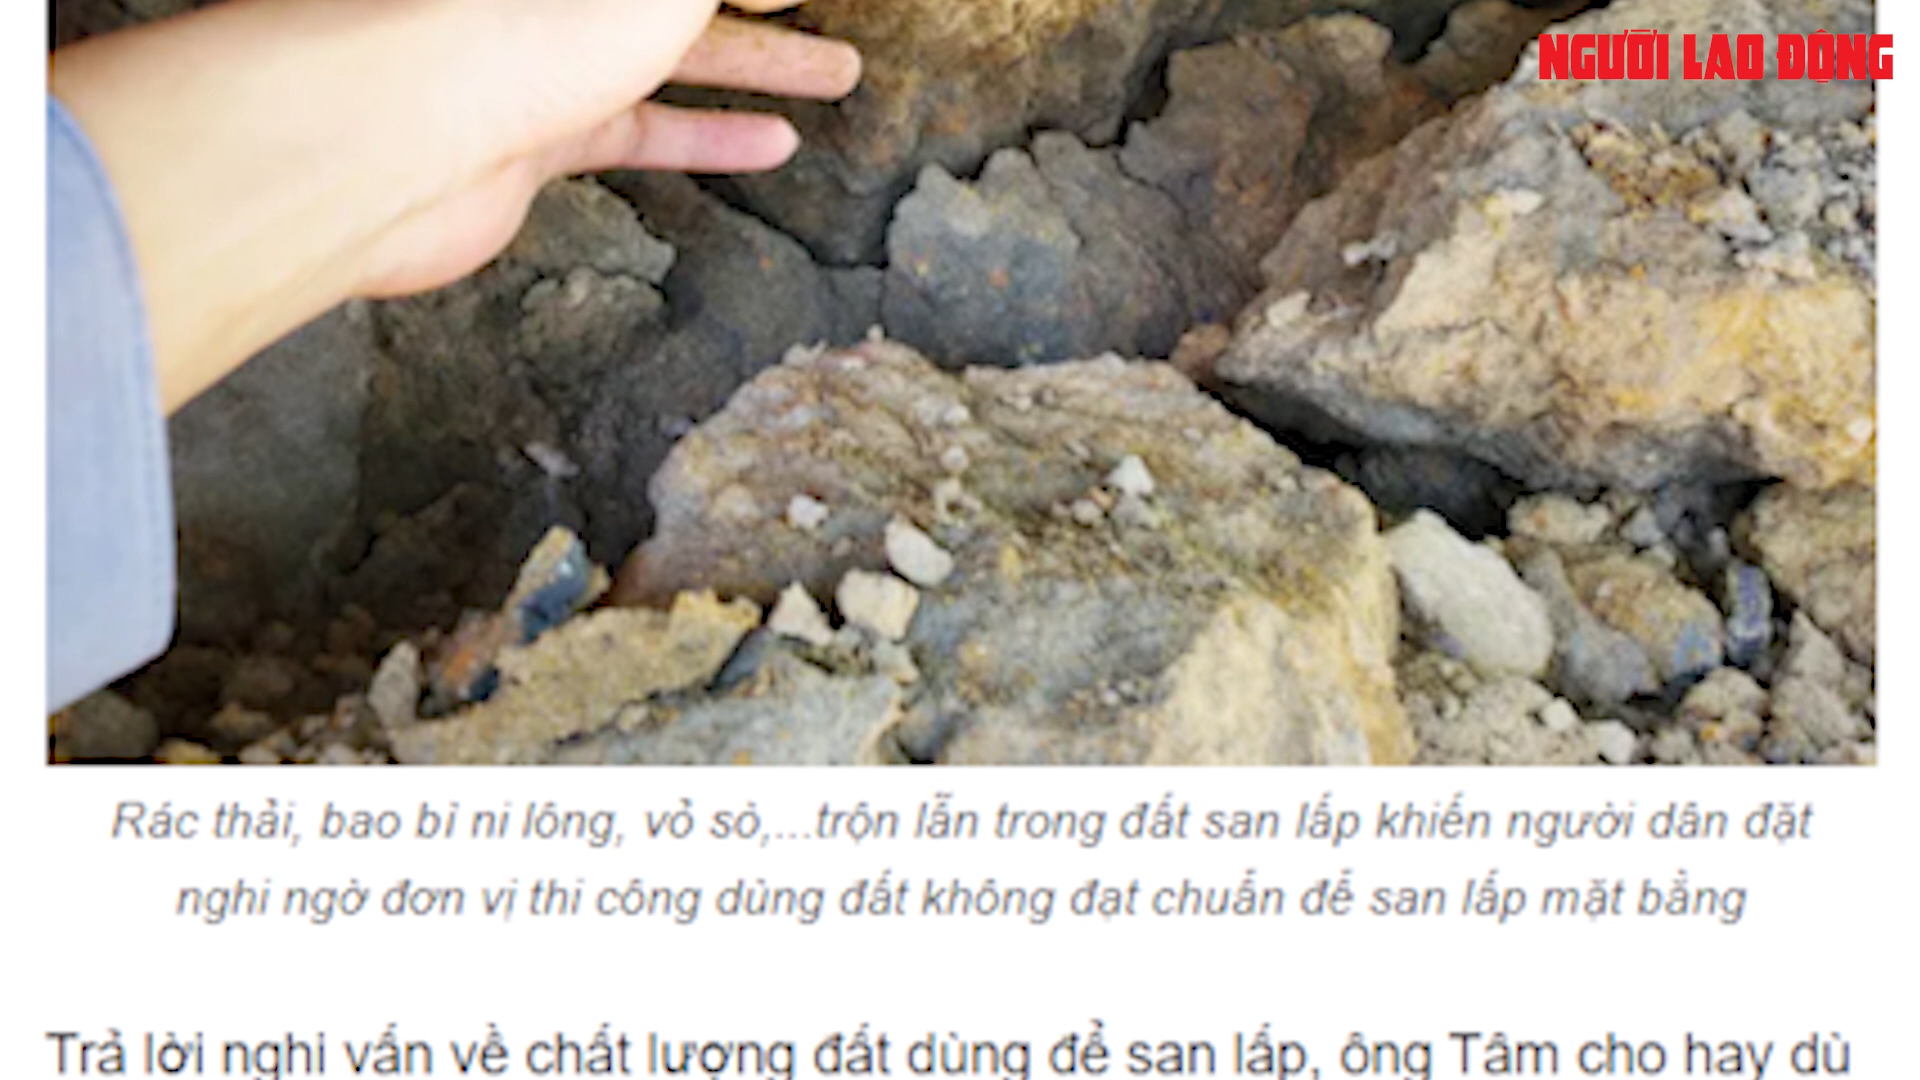 NGƯỜI LAO ĐỘNG
Rác thải, bao bì ni lông, vỏ sò,...trộn lẫn trong đất san lấp khiến người dân đặt
nghi ngờ đơn vị thi công dùng đất không đạt chuẩn để san lấp mặt bằng
Trả lời nghi vấn về chất lượng đất dùng để san lấp, ông Tâm cho hay dù